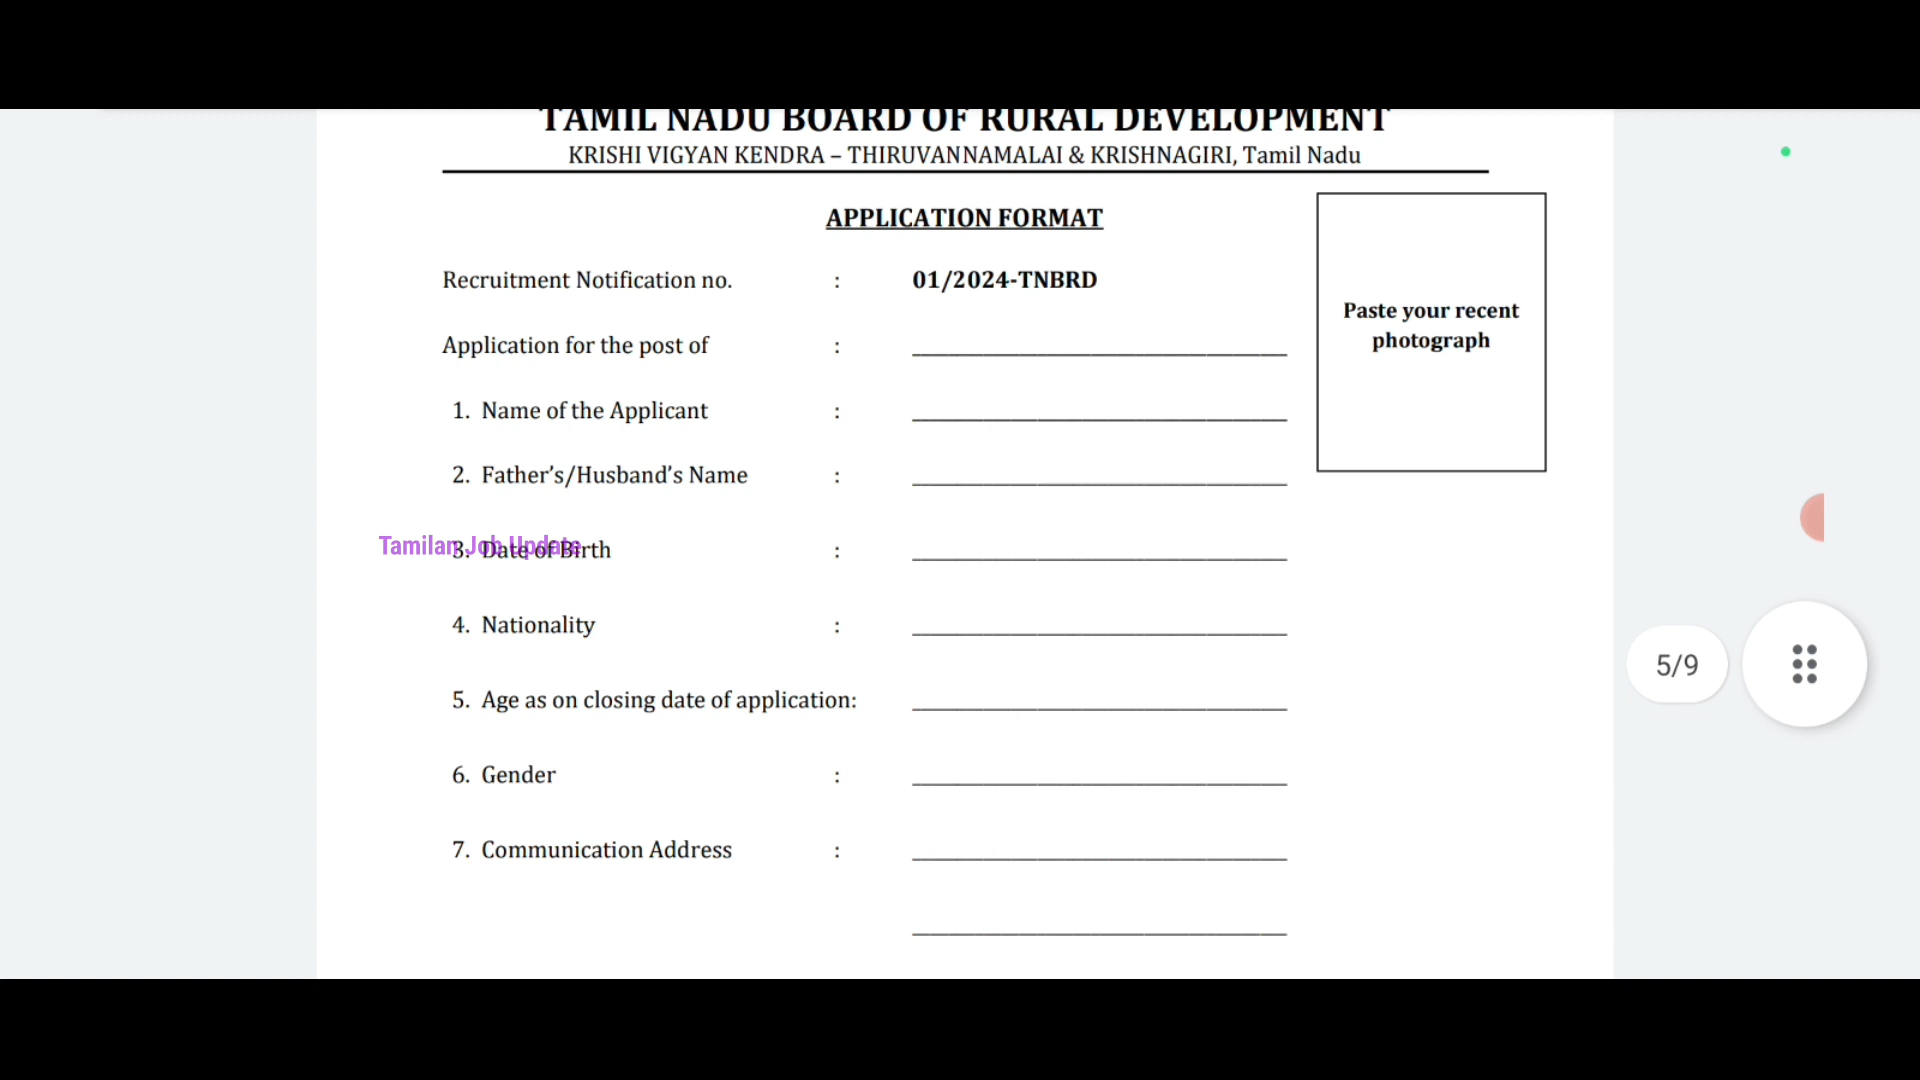 TAMIL NADU BOARD OF RURAL DEVELOPMENT
KRISHI VIGYAN KENDRA – THIRUVANNAMALAI & KRISHNAGIRI, Tamil Nadu
APPLICATION FORMAT
Recruitment Notification no. : 01/2024-TNBRD
Paste your recent
photograph
Application for the post of :
1. Name of the Applicant :
2. Father’s/Husband’s Name :
Tamilan Job Update
3. Date of Birth :
4. Nationality :
5. Age as on closing date of application:
5/9
6. Gender :
7. Communication Address :